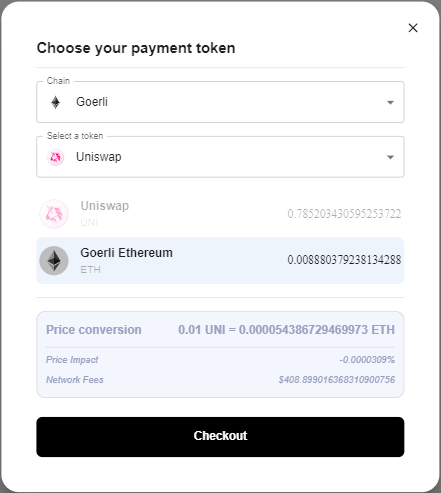 Choose your payment token
Chain
Goerli
Select a token
Uniswap
Uniswap
UNI
0.785203430595253722
Goerli Ethereum
ETH
0.008880379238134288
Price conversion 0.01 UNI = 0.000054386729469973 ETH
Price Impact -0.0000309%
Network Fees $408.899016368310900756
Checkout